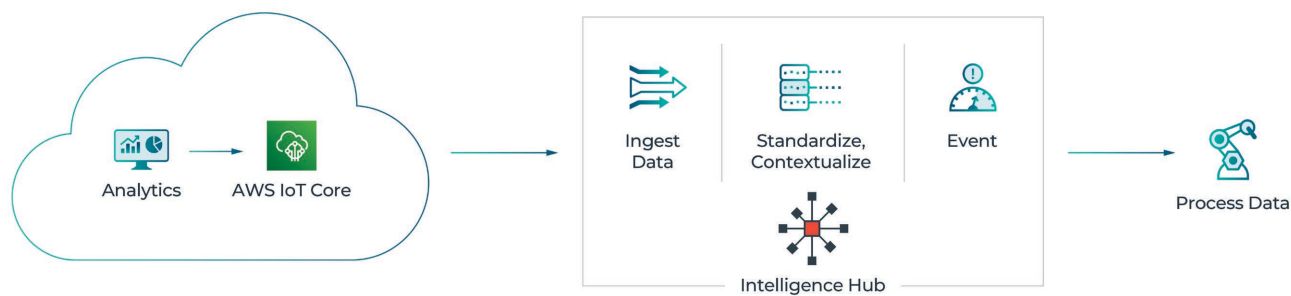 Analytics
AWS IoT Core
Ingest
Data
Standardize,
Contextualize
Event
Intelligence Hub
Process Data